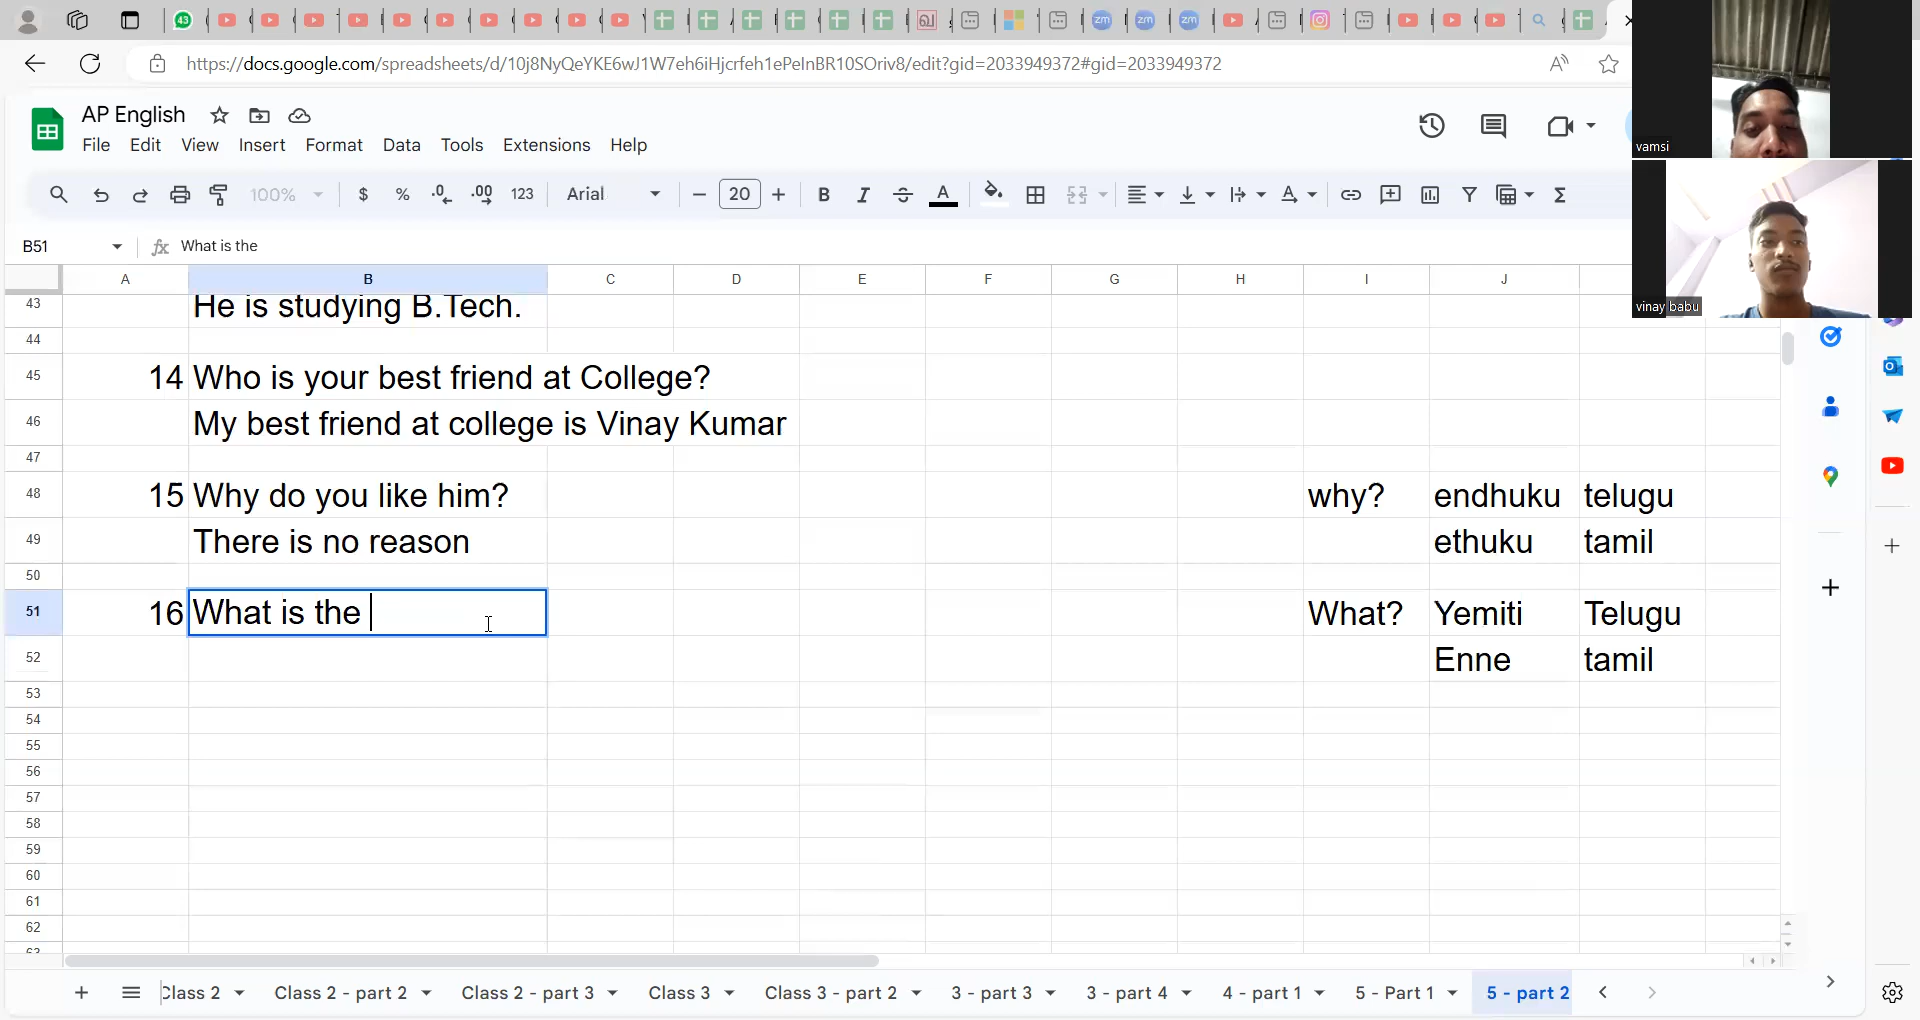 43
https://docs.google.com/spreadsheets/d/10j8NyQeYKE6wJ1W7eh6iHjcrfeh1ePeInBR10SOriv8/edit?gid=2033949372#gid=2033949372
vamsi
AP English
File Edit View Insert Format Data Tools Extensions Help
100% $ % .0 .00 123 Arial 20 B I A Σ
B51 fx What is the
vinay babu
A B C D E F G H I J
43 He is studying B.Tech.
44
45 14 Who is your best friend at College?
46 My best friend at college is Vinay Kumar
47
48 15 Why do you like him? why? endhuku telugu
49 There is no reason ethuku tamil
50
51 16 What is the What? Yemiti Telugu
52 Enne tamil
53
54
55
56
57
58
59
60
61
62
63
Class 2 Class 2 - part 2 Class 2 - part 3 Class 3 Class 3 - part 2 3 - part 3 3 - part 4 4 - part 1 5 - Part 1 5 - part 2